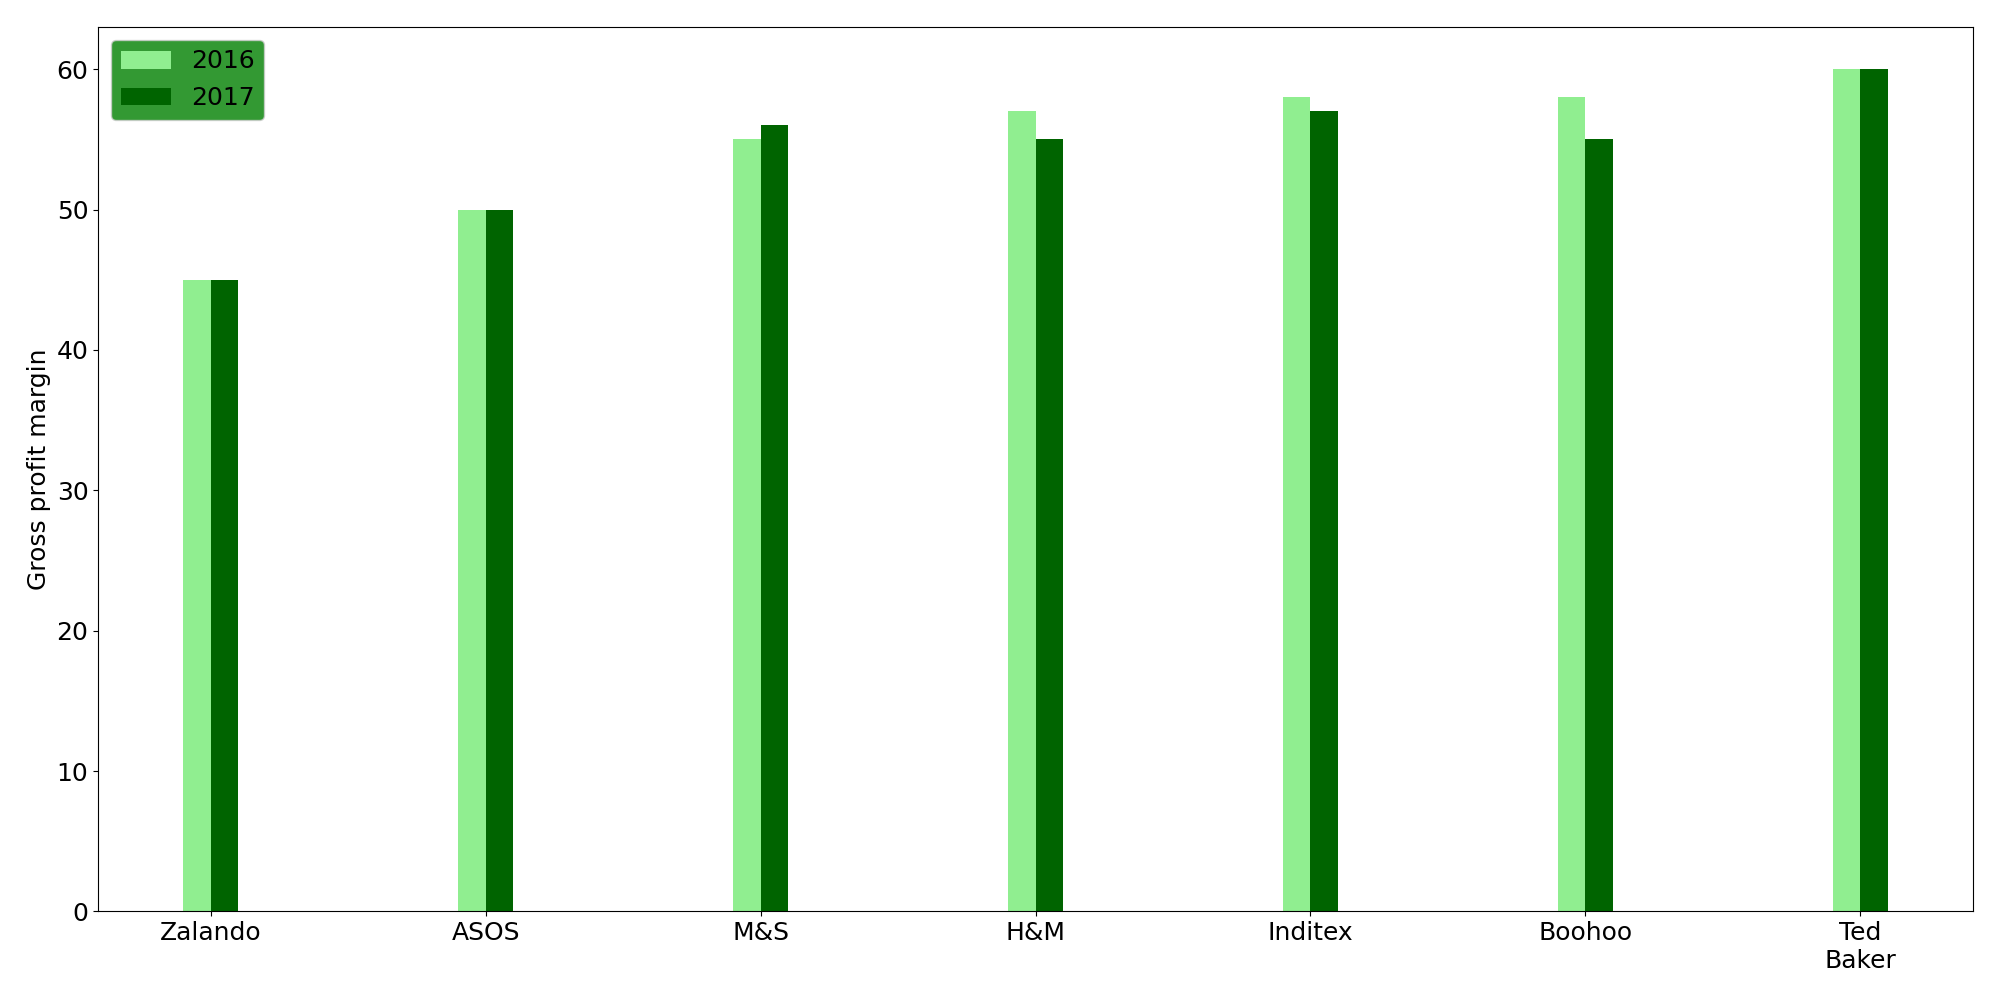 2016
2017
60
50
40
30
20
10
0
Gross profit margin
Zalando
ASOS
M&S
H&M
Inditex
Boohoo
Ted
Baker